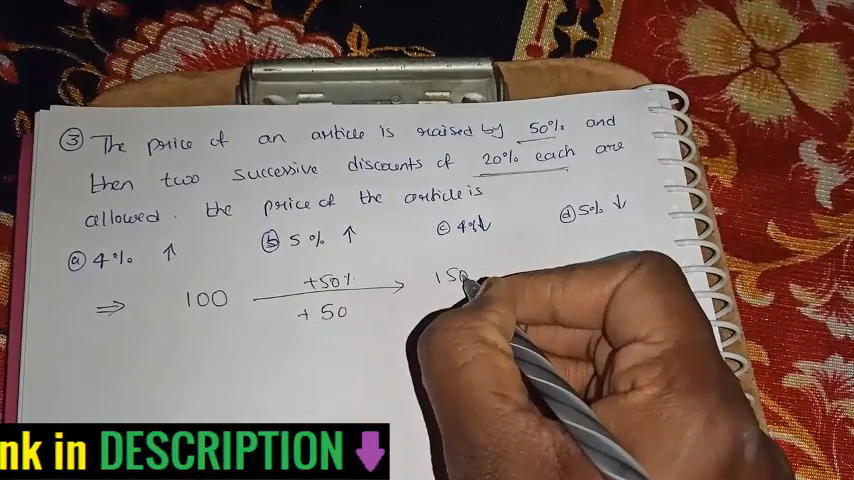 ③ The price of an article is raised by 50% and
then two successive discounts of 20% each are
allowed. the price of the article is
ⓐ 4% ↑ ⓑ 5% ↑ ⓒ 4% ↓ ⓓ 5% ↓
⇒ 100 +50% → 150
+ 50
nk in DESCRIPTION